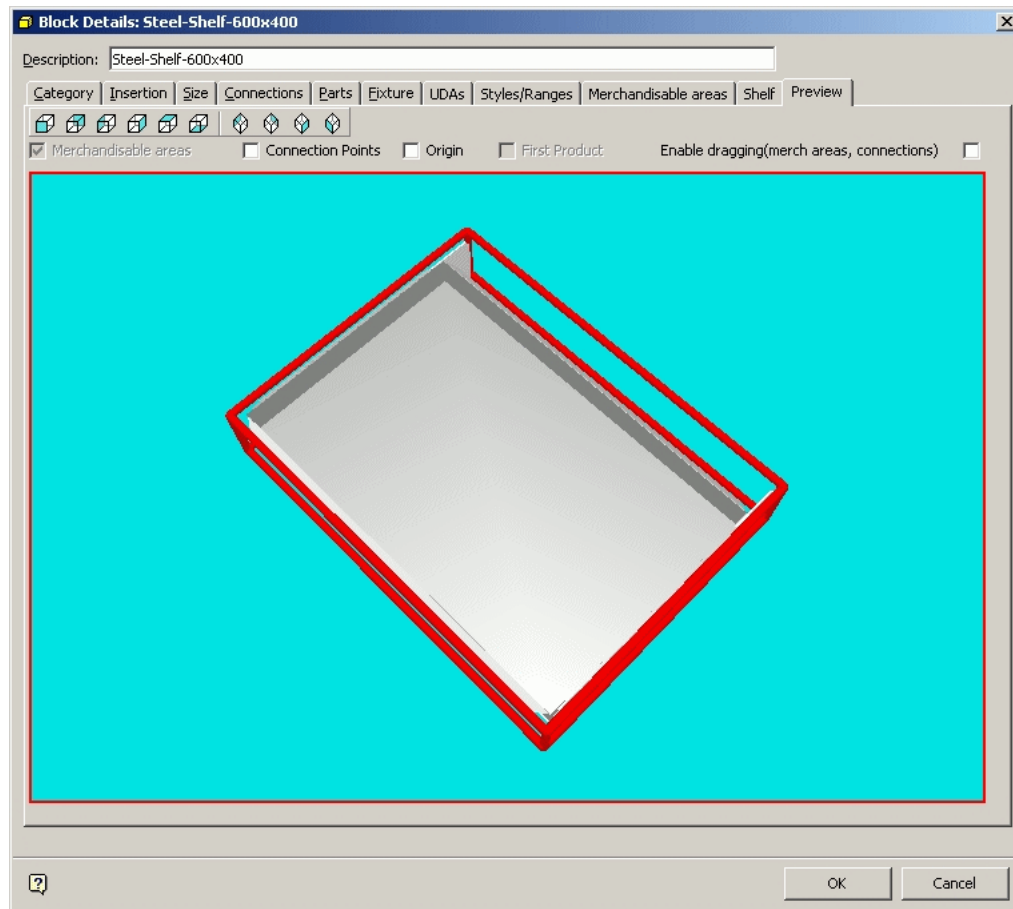 Block Details: Steel-Shelf-600x400
Description: Steel-Shelf-600x400
Category Insertion Size Connections Parts Fixture UDAs Styles/Ranges Merchandisable areas Shelf Preview
Merchandisable areas Connection Points Origin First Product Enable dragging(merch areas, connections)
OK Cancel